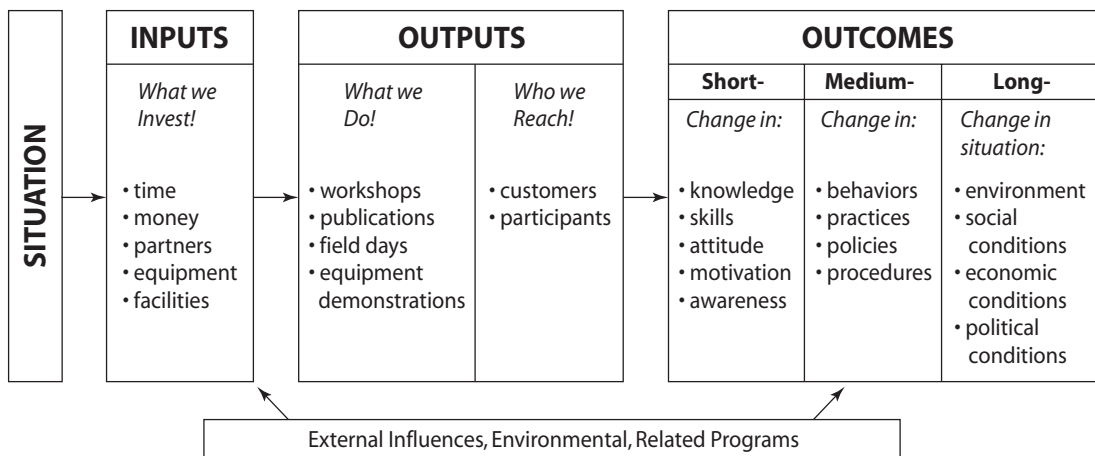 SITUATION
INPUTS
What we
Invest!
• time
• money
• partners
• equipment
• facilities
OUTPUTS
What we
Do!
• workshops
• publications
• field days
• equipment
demonstrations
Who we
Reach!
• customers
• participants
OUTCOMES
Short-
Change in:
• knowledge
• skills
• attitude
• motivation
• awareness
Medium-
Change in:
• behaviors
• practices
• policies
• procedures
Long-
Change in
situation:
• environment
• social
conditions
• economic
conditions
• political
conditions
External Influences, Environmental, Related Programs